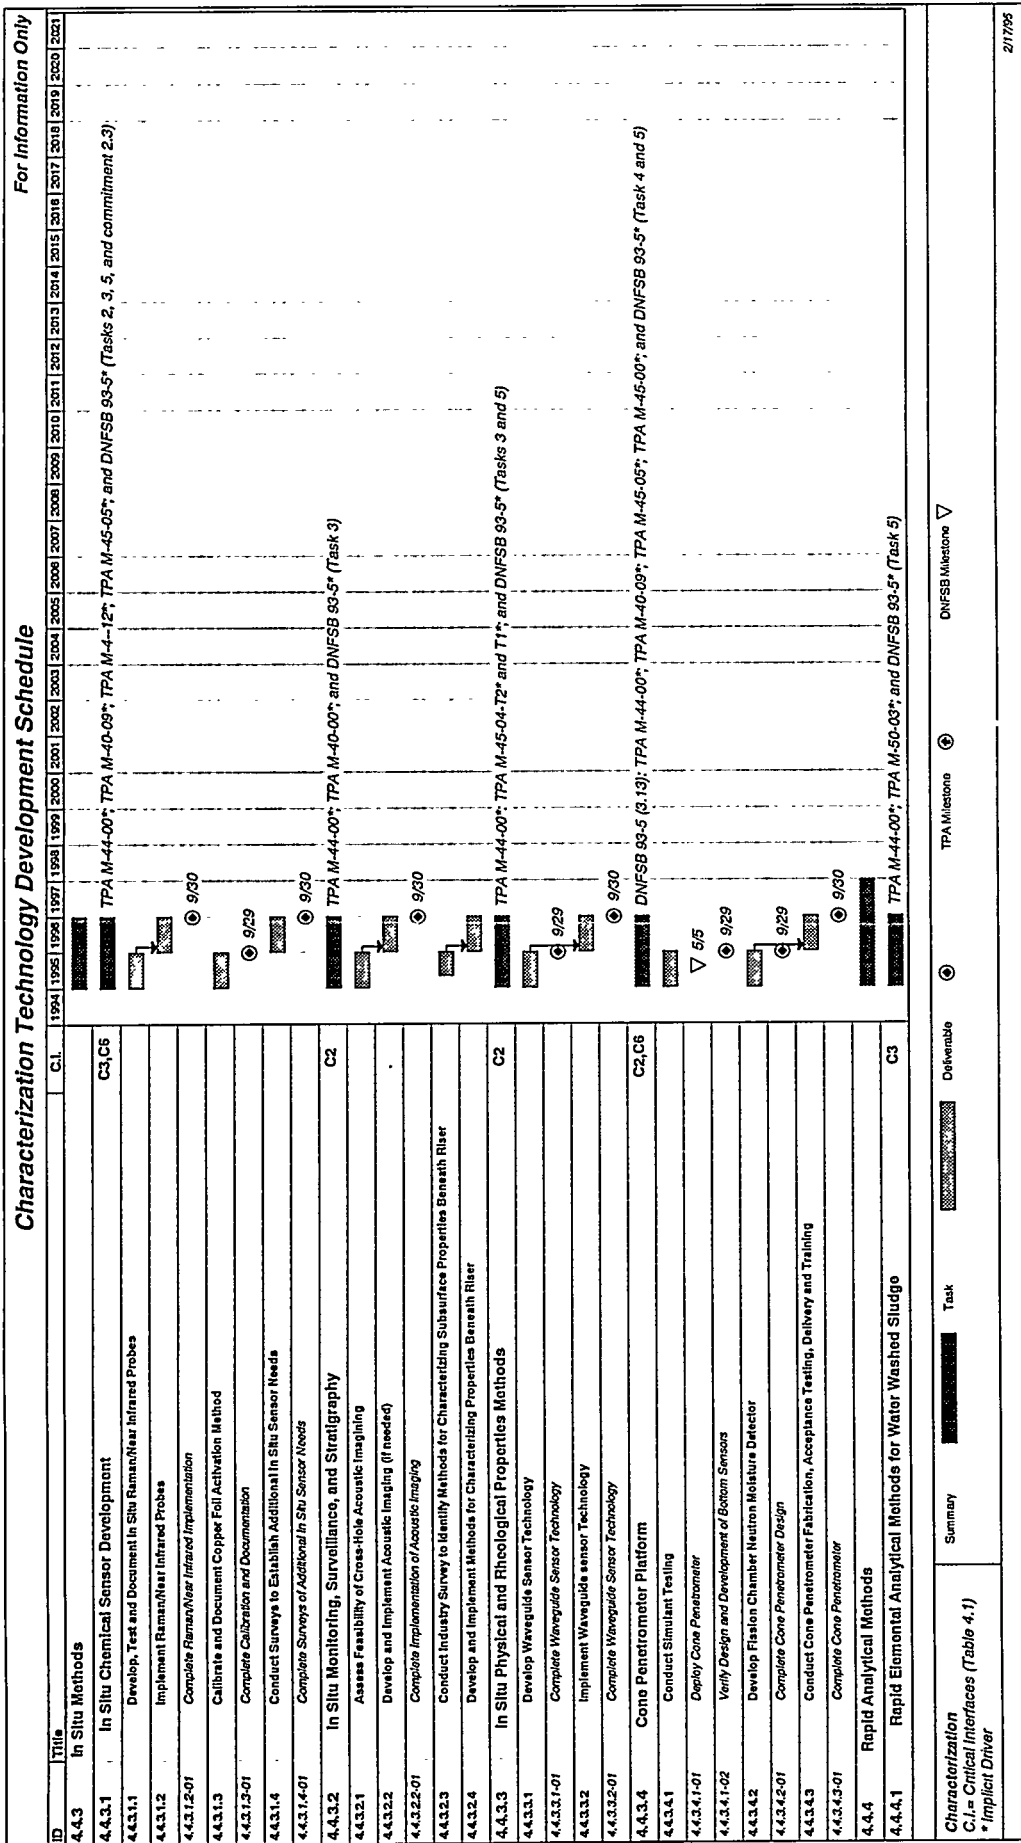 Characterization Technology Development Schedule
For Information Only
ID Title C.I. 1994 1995 1996 1997 1998 1999 2000 2001 2002 2003 2004 2005 2006 2007 2008 2009 2010 2011 2012 2013 2014 2015 2016 2017 2018 2019 2020 2021
4.4.3 In Situ Methods
4.4.3.1 In Situ Chemical Sensor Development C3,C6 TPA M-44-00*; TPA M-40-09*; TPA M-4--12*; TPA M-45-05*; and DNFSB 93-5* (Tasks 2, 3, 5, and commitment 2.3)
4.4.3.1.1 Develop, Test and Document In Situ Raman/Near Infrared Probes
4.4.3.1.2 Implement Raman/Near Infrared Probes
4.4.3.1.2-01 Complete Raman/Near Infrared Implementation 9/30
4.4.3.1.3 Calibrate and Document Copper Foil Activation Method
4.4.3.1.3-01 Complete Calibration and Documentation 9/29
4.4.3.1.4 Conduct Surveys to Establish Additional In Situ Sensor Needs
4.4.3.1.4-01 Complete Surveys of Additional In Situ Sensor Needs 9/30
4.4.3.2 In Situ Monitoring, Surveillance, and Stratigraphy C2 TPA M-44-00*; TPA M-40-00*; and DNFSB 93-5* (Task 3)
4.4.3.2.1 Assess Feasibility of Cross-Hole Acoustic Imagining
4.4.3.2.2 Develop and Implement Acoustic Imaging (if needed)
4.4.3.2.2-01 Complete Implementation of Acoustic Imaging 9/30
4.4.3.2.3 Conduct Industry Survey to Identify Methods for Characterizing Subsurface Properties Beneath Riser
4.4.3.2.4 Develop and Implement Methods for Characterizing Properties Beneath Riser
4.4.3.3 In Situ Physical and Rheological Properties Methods C2 TPA M-44-00*; TPA M-45-04-T2* and T1*; and DNFSB 93-5* (Tasks 3 and 5)
4.4.3.3.1 Develop Waveguide Sensor Technology
4.4.3.3.1-01 Complete Waveguide Sensor Technology 9/29
4.4.3.3.2 Implement Waveguide sensor Technology
4.4.3.3.2-01 Complete Waveguide Sensor Technology 9/30
4.4.3.4 Cone Penetrometer Platform C2,C6 DNFSB 93-5 (3.13); TPA M-44-00*; TPA M-40-09*; TPA M-45-05*; TPA M-45-00*; and DNFSB 93-5* (Task 4 and 5)
4.4.3.4.1 Conduct Simulant Testing
4.4.3.4.1-01 Deploy Cone Penetrometer 5/5
4.4.3.4.1-02 Verify Design and Development of Bottom Sensors 9/29
4.4.3.4.2 Develop Fission Chamber Neutron Moisture Detector
4.4.3.4.2-01 Complete Cone Penetrometer Design 9/29
4.4.3.4.3 Conduct Cone Penetrometer Fabrication, Acceptance Testing, Delivery and Training
4.4.3.4.3-01 Complete Cone Penetrometer 9/30
4.4.4 Rapid Analytical Methods
4.4.4.1 Rapid Elemental Analytical Methods for Water Washed Sludge C3 TPA M-44-00*; TPA M-50-03*; and DNFSB 93-5* (Task 5)
Characterization
C.I.= Critical Interfaces (Table 4.1)
* Implicit Driver
Summary Task Deliverable TPA Milestone DNFSB Milestone
2/17/95